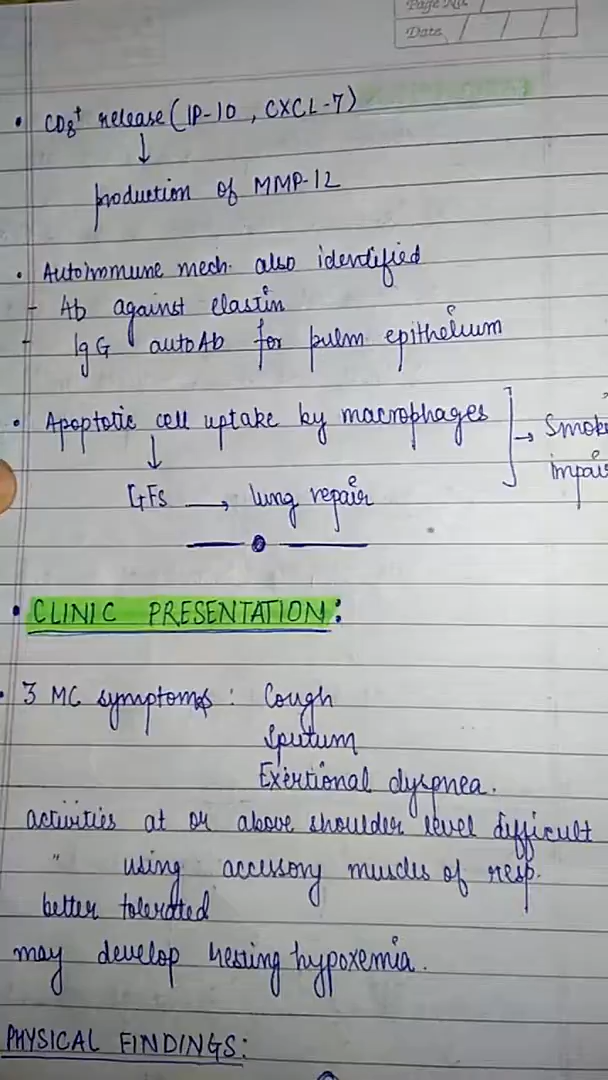 Page No.
Date
• CD8+ release (IP-10, CXCL-7)
↓
production of MMP-12
• Autoimmune mech. also identified
- Ab against elastin
- IgG autoAb for pulm epithelium
• Apoptotic cell uptake by macrophages ] → Smoke
↓ impai
GFs → lung repair
• CLINIC PRESENTATION:
• 3 MC symptoms : Cough
Sputum
Exertional dyspnea.
activities at or above shoulder level difficult
" using accessory muscles of resp.
better tolerated
may develop resting hypoxemia.
PHYSICAL FINDINGS: